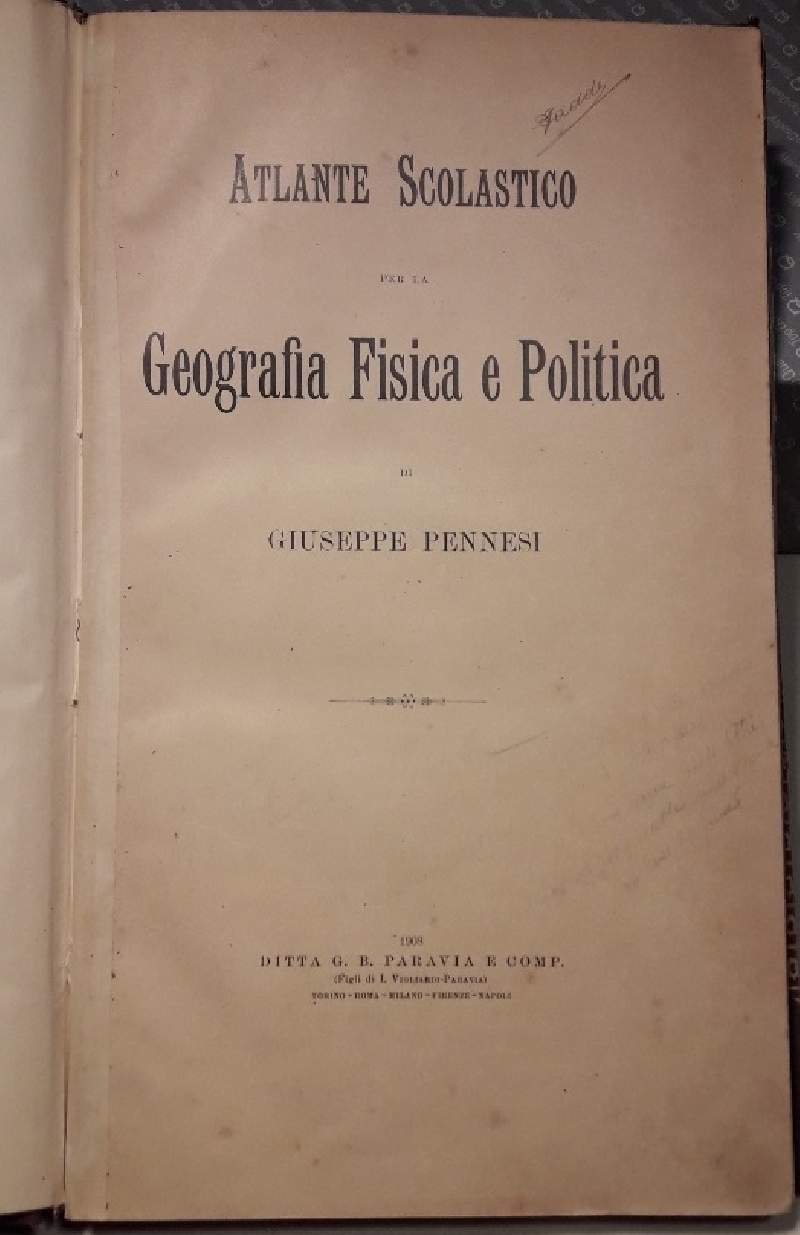 ATLANTE SCOLASTICO
PER LA
Geografia Fisica e Politica
DI
GIUSEPPE PENNESI
1908
DITTA G. B. PARAVIA E COMP.
(Figli di I. VIGLIARDI-PARAVIA)
TORINO - ROMA - MILANO - FIRENZE - NAPOLI